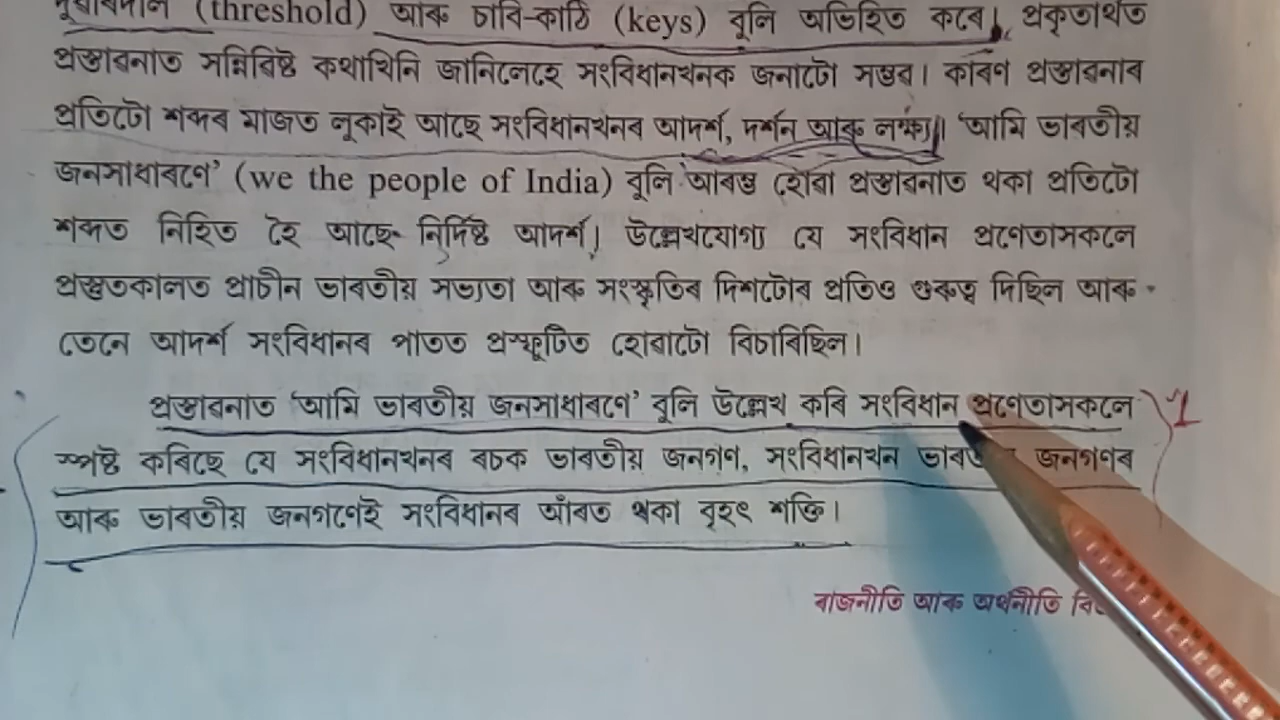 (threshold) আৰু চাবি-কাঠি (keys) বুলি অভিহিত কৰে। প্ৰকৃতাৰ্থত
প্ৰস্তাৱনাত সন্নিৱিষ্ট কথাখিনি জানিলেহে সংবিধানখনক জনাটো সম্ভৱ। কাৰণ প্ৰস্তাৱনাৰ
প্ৰতিটো শব্দৰ মাজত লুকাই আছে সংবিধানখনৰ আদৰ্শ, দৰ্শন আৰু লক্ষ্য। ‘আমি ভাৰতীয়
জনসাধাৰণে’ (we the people of India) বুলি আৰম্ভ হোৱা প্ৰস্তাৱনাত থকা প্ৰতিটো
শব্দত নিহিত হৈ আছে নিৰ্দিষ্ট আদৰ্শ। উল্লেখযোগ্য যে সংবিধান প্ৰণেতাসকলে
প্ৰস্তুতকালত প্ৰাচীন ভাৰতীয় সভ্যতা আৰু সংস্কৃতিৰ দিশটোৰ প্ৰতিও গুৰুত্ব দিছিল আৰু
তেনে আদৰ্শ সংবিধানৰ পাতত প্ৰস্ফূটিত হোৱাটো বিচাৰিছিল।
প্ৰস্তাৱনাত ‘আমি ভাৰতীয় জনসাধাৰণে’ বুলি উল্লেখ কৰি সংবিধান প্ৰণেতাসকলে 1
স্পষ্ট কৰিছে যে সংবিধানখনৰ ৰচক ভাৰতীয় জনগণ, সংবিধানখন জনগণৰ
আৰু ভাৰতীয় জনগণেই সংবিধানৰ আঁৰত থকা বৃহৎ শক্তি।
ৰাজনীতি আৰু অৰ্থনীতি